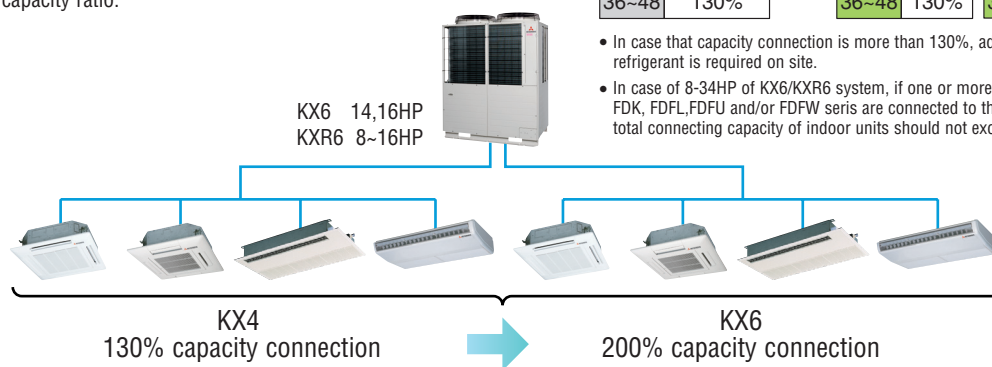 capacity ratio.
36~48 130%
36~48 130%
• In case that capacity connection is more than 130%,
refrigerant is required on site.
• In case of 8-34HP of KX6/KXR6 system, if one or more
FDK, FDFL,FDFU and/or FDFW seris are connected to
total connecting capacity of indoor units should not
KX6 14,16HP
KXR6 8~16HP
KX4
130% capacity connection
KX6
200% capacity connection